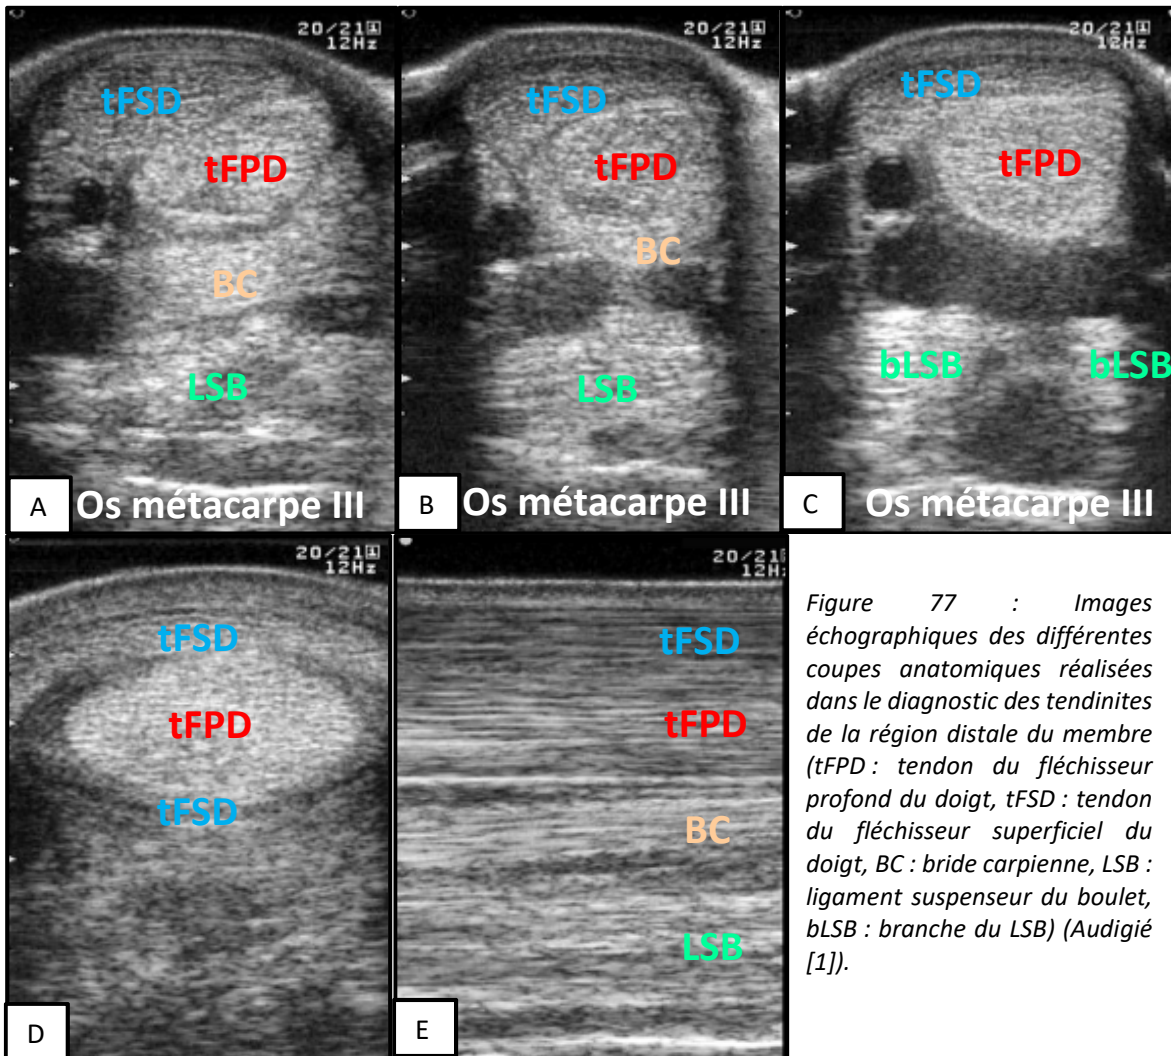 20/21
12Hz
tFSD
tFPD
BC
LSB
A
Os métacarpe III
20/21
12Hz
tFSD
tFPD
BC
LSB
B
Os métacarpe III
20/21
12Hz
tFSD
tFPD
bLSB
bLSB
C
Os métacarpe III
20/21
12Hz
tFSD
tFPD
tFSD
D
20/21
12Hz
tFSD
tFPD
BC
LSB
E
Figure 77 : Images
échographiques des différentes
coupes anatomiques réalisées
dans le diagnostic des tendinites
de la région distale du membre
(tFPD : tendon du fléchisseur
profond du doigt, tFSD : tendon
du fléchisseur superficiel du
doigt, BC : bride carpienne, LSB :
ligament suspenseur du boulet,
bLSB : branche du LSB) (Audigié
[1]).